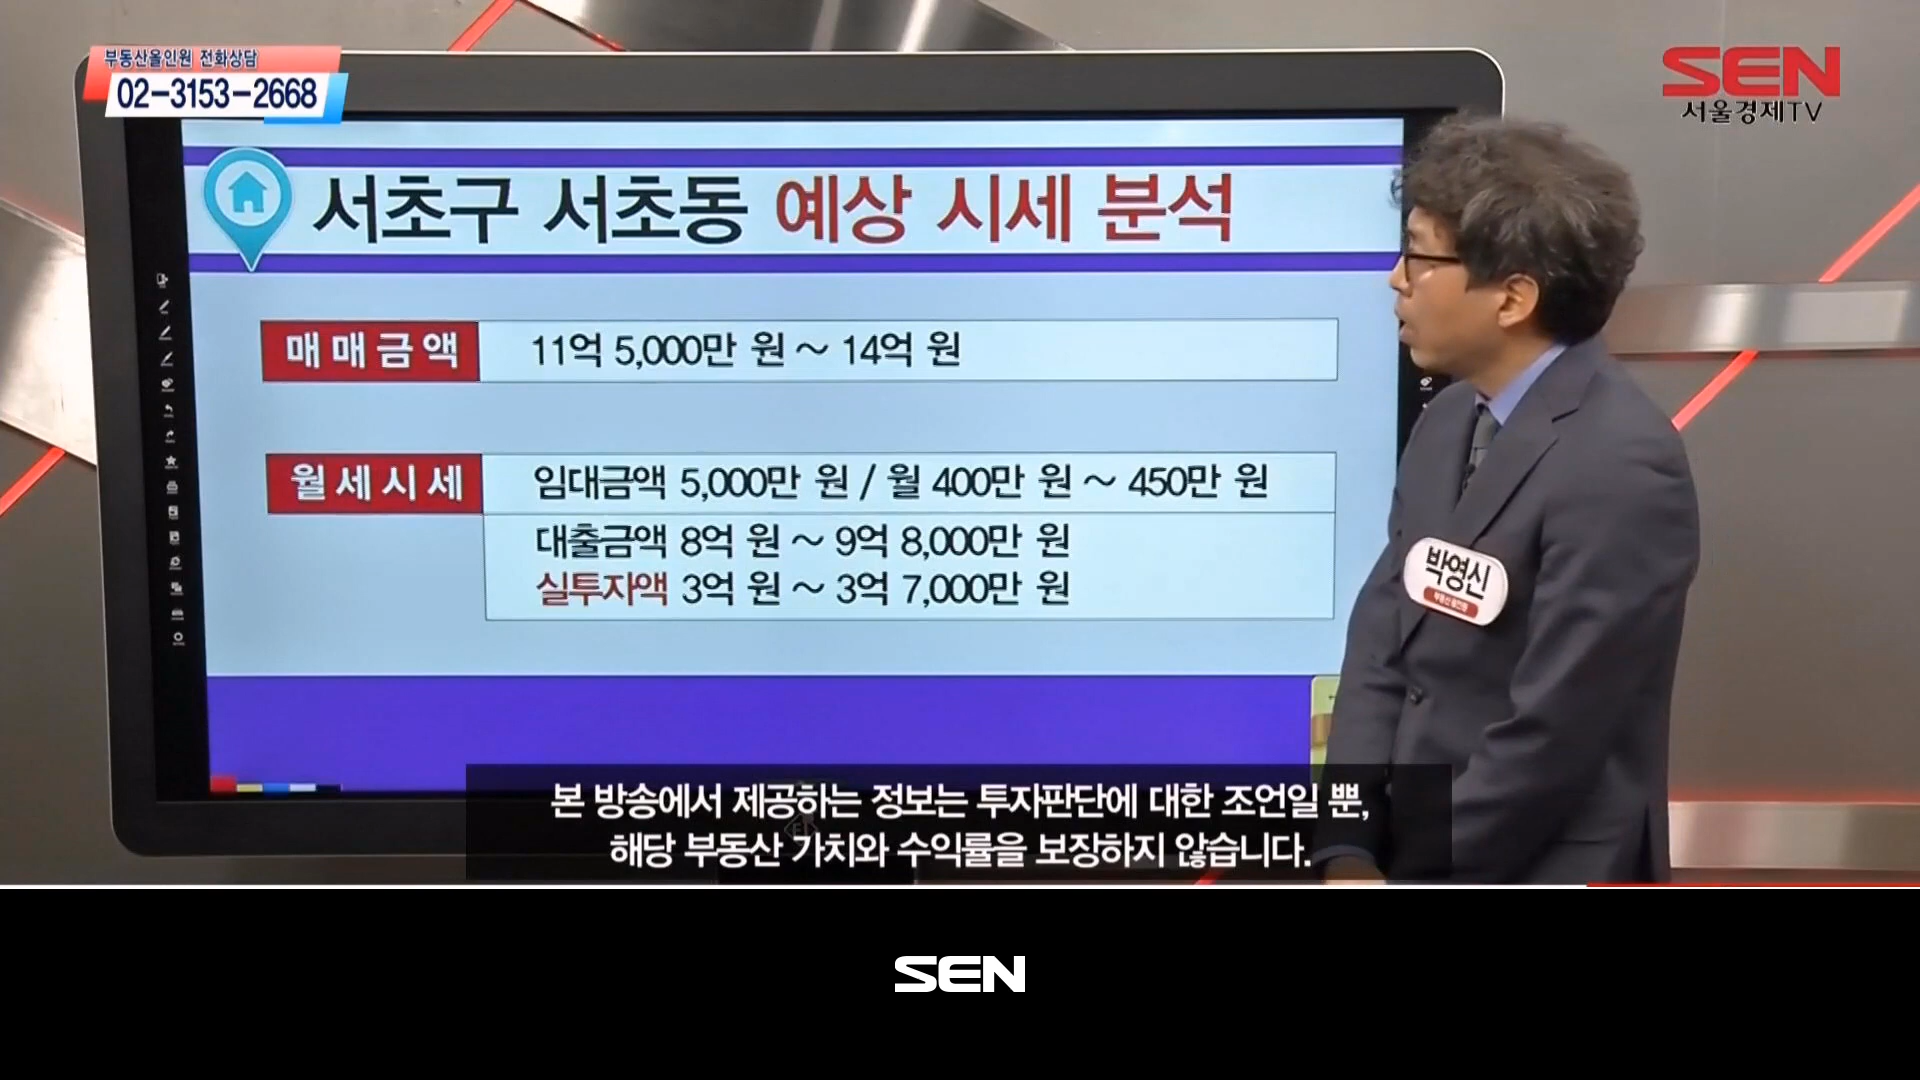 부동산올인원 전화상담
02-3153-2668
SEN
서울경제TV
서초구 서초동 예상 시세 분석
매매금액 11억 5,000만 원 ~ 14억 원
월세시세 임대금액 5,000만 원 / 월 400만 원 ~ 450만 원
대출금액 8억 원 ~ 9억 8,000만 원
실투자액 3억 원 ~ 3억 7,000만 원
박영신
부동산 올인원
본 방송에서 제공하는 정보는 투자판단에 대한 조언일 뿐,
해당 부동산 가치와 수익률을 보장하지 않습니다.
SEN